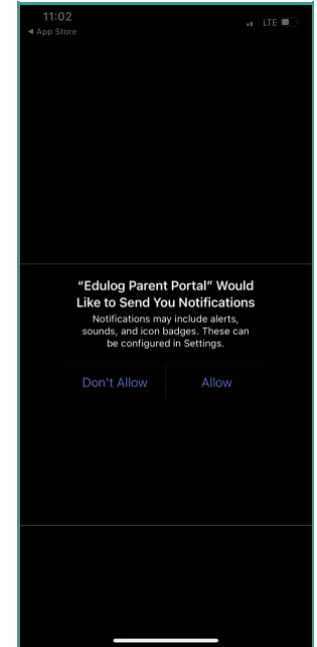 11:02
LTE
◀ App Store
“Edulog Parent Portal” Would
Like to Send You Notifications
Notifications may include alerts,
sounds, and icon badges. These can
be configured in Settings.
Don't Allow
Allow